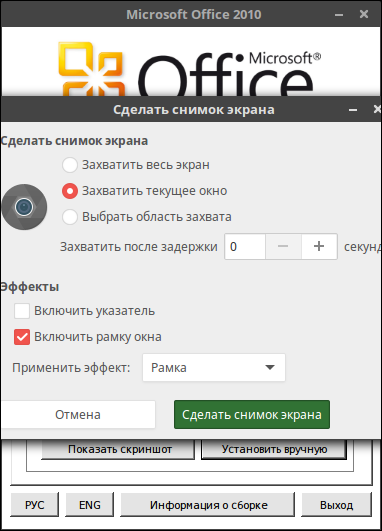 Microsoft Office 2010
Microsoft®
Office
Сделать снимок экрана
Сделать снимок экрана
Захватить весь экран
Захватить текущее окно
Выбрать область захвата
Захватить после задержки 0 − + секунд
Эффекты
Включить указатель
Включить рамку окна
Применить эффект: Рамка
Отмена Сделать снимок экрана
Показать скриншот Установить вручную
РУС ENG Информация о сборке Выход